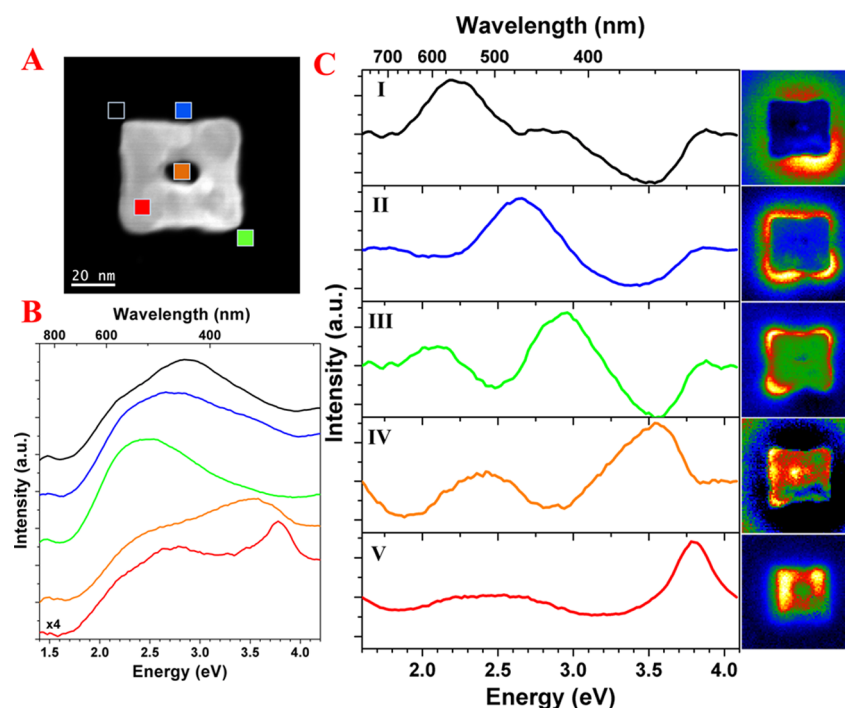 A
20 nm
B
Wavelength (nm)
800 600 400
Intensity (a.u.)
x4
1.5 2.0 2.5 3.0 3.5 4.0
Energy (eV)
C
Wavelength (nm)
700 600 500 400
Intensity (a.u.)
I
II
III
IV
V
2.0 2.5 3.0 3.5 4.0
Energy (eV)